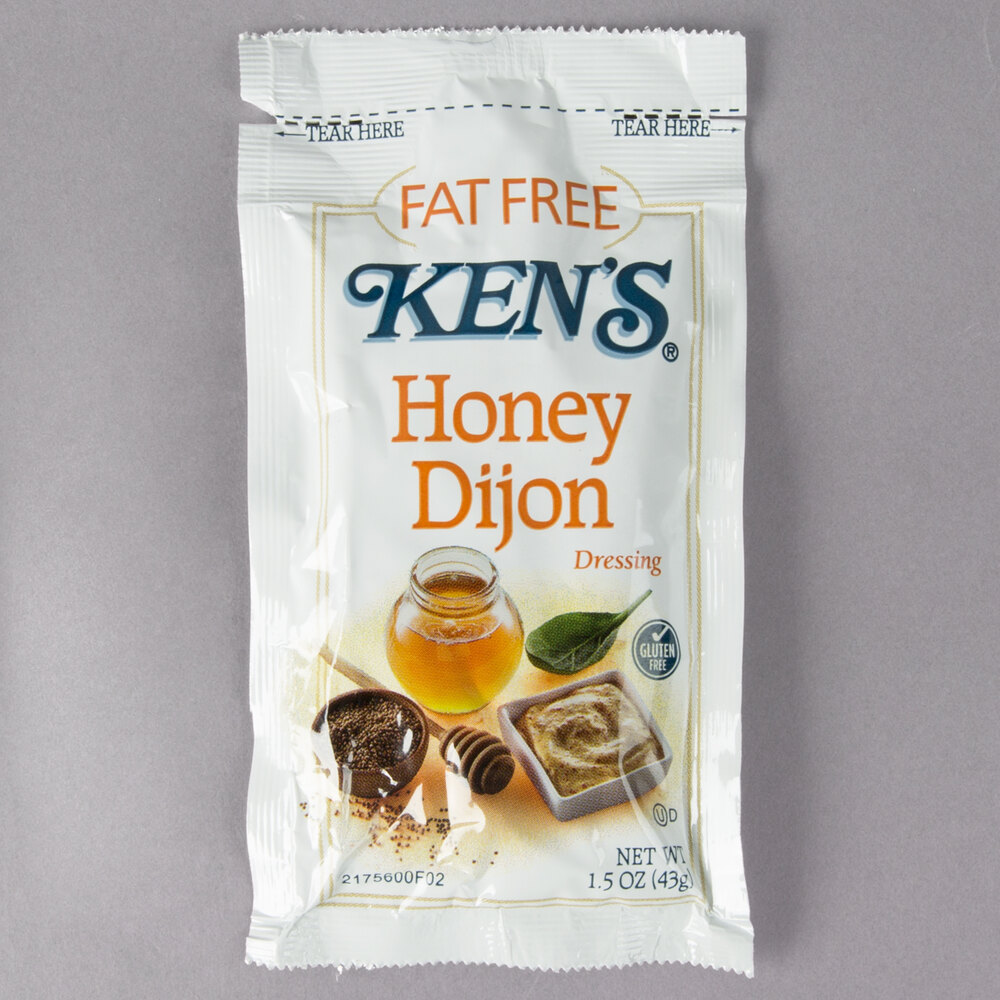 TEAR HERE TEAR HERE
FAT FREE
KEN'S®
Honey
Dijon
Dressing
GLUTEN
FREE
U D
NET WT
2175600F02 1.5 OZ (43g)